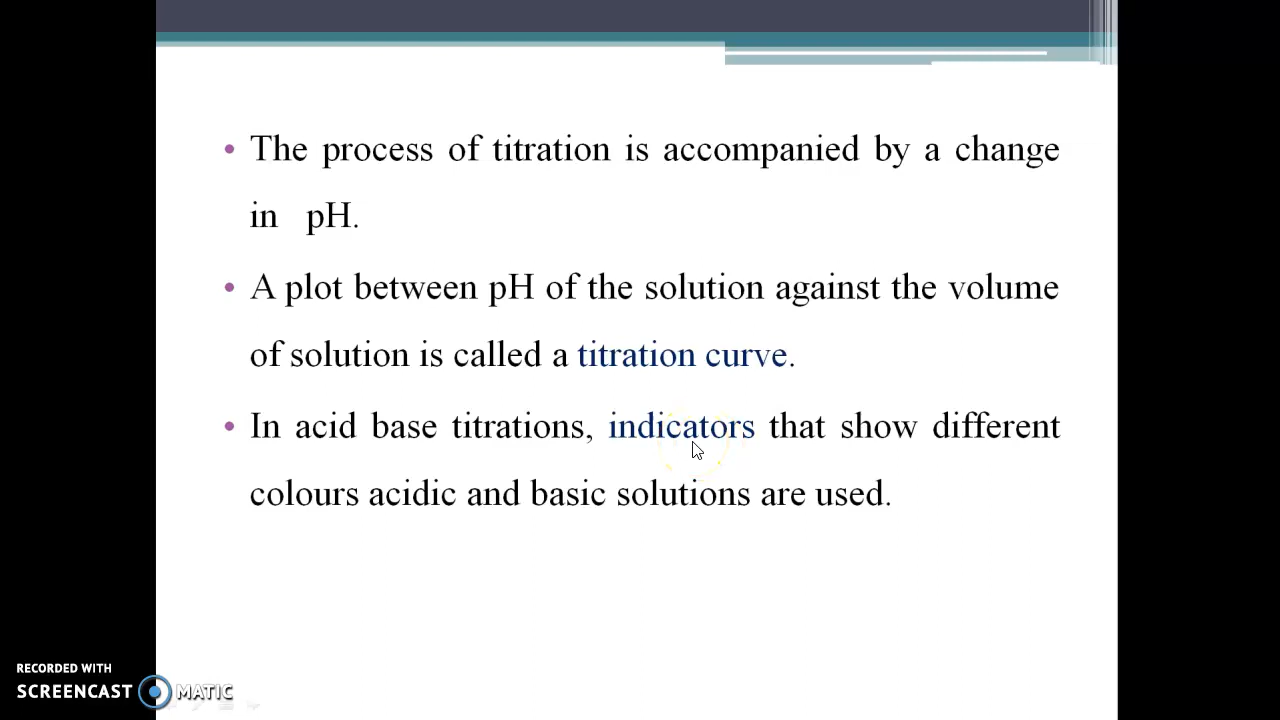 • The process of titration is accompanied by a change
in pH.
• A plot between pH of the solution against the volume
of solution is called a titration curve.
• In acid base titrations, indicators that show different
colours acidic and basic solutions are used.
RECORDED WITH
SCREENCAST MATIC